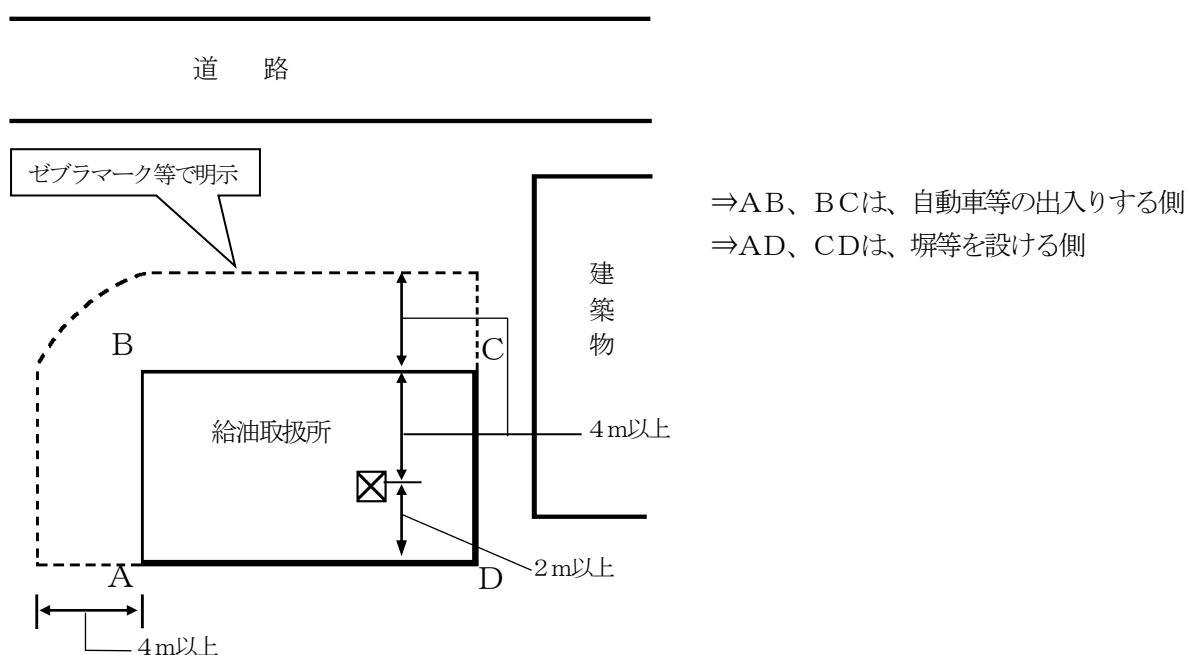 道 路
ゼブラマーク等で明示
⇒AB、BCは、自動車等の出入りする側
⇒AD、CDは、塀等を設ける側
建
築
物
B
C
給油取扱所
4m以上
2m以上
A
D
4m以上